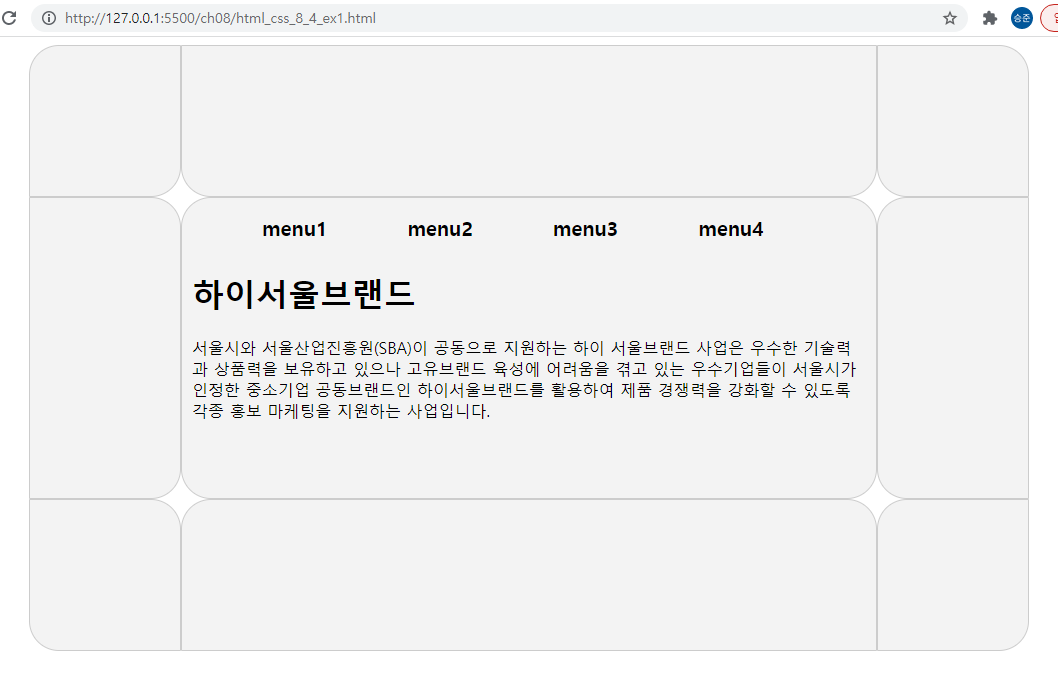 http://127.0.0.1:5500/ch08/html_css_8_4_ex1.html
승준
menu1 menu2 menu3 menu4
하이서울브랜드
서울시와 서울산업진흥원(SBA)이 공동으로 지원하는 하이 서울브랜드 사업은 우수한 기술력
과 상품력을 보유하고 있으나 고유브랜드 육성에 어려움을 겪고 있는 우수기업들이 서울시가
인정한 중소기업 공동브랜드인 하이서울브랜드를 활용하여 제품 경쟁력을 강화할 수 있도록
각종 홍보 마케팅을 지원하는 사업입니다.